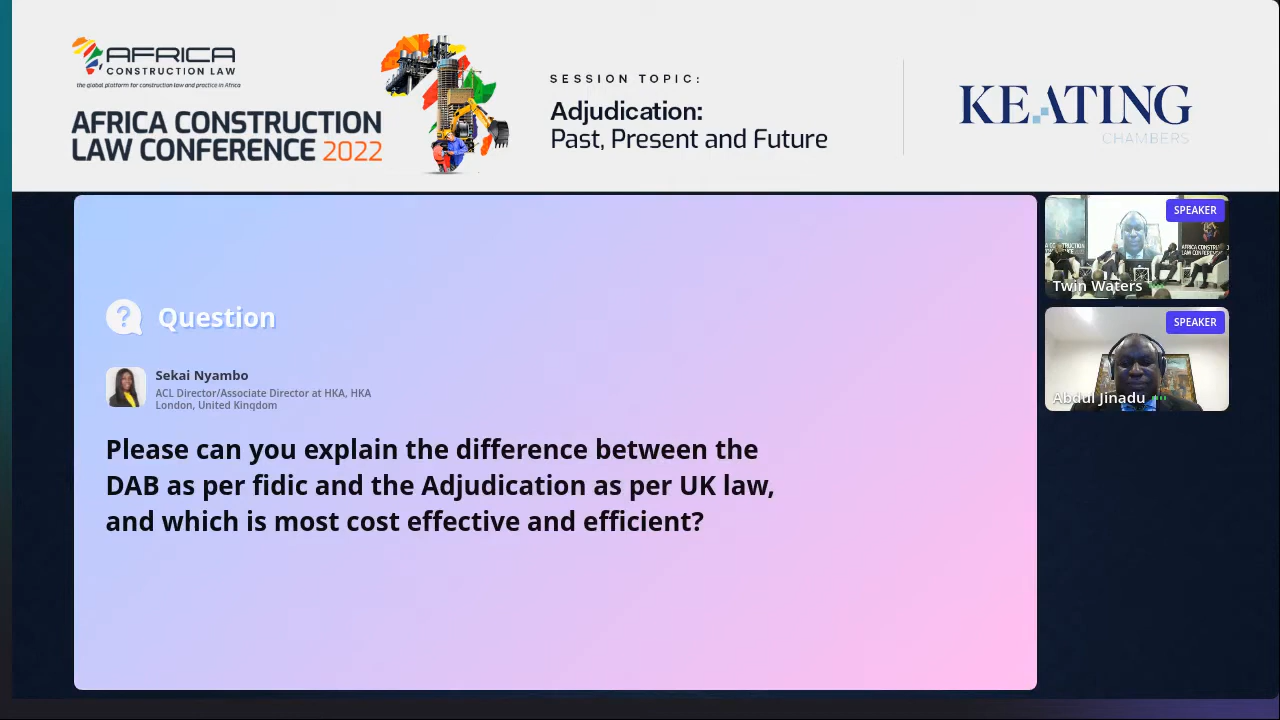 AFRICA
CONSTRUCTION LAW
the global platform for construction law and practice in Africa
AFRICA CONSTRUCTION
LAW CONFERENCE 2022
SESSION TOPIC:
Adjudication:
Past, Present and Future
KEATING
CHAMBERS
Question
Sekai Nyambo
ACL Director/Associate Director at HKA, HKA
London, United Kingdom
Please can you explain the difference between the
DAB as per fidic and the Adjudication as per UK law,
and which is most cost effective and efficient?
SPEAKER
Twin Waters
SPEAKER
Abdul Jinadu